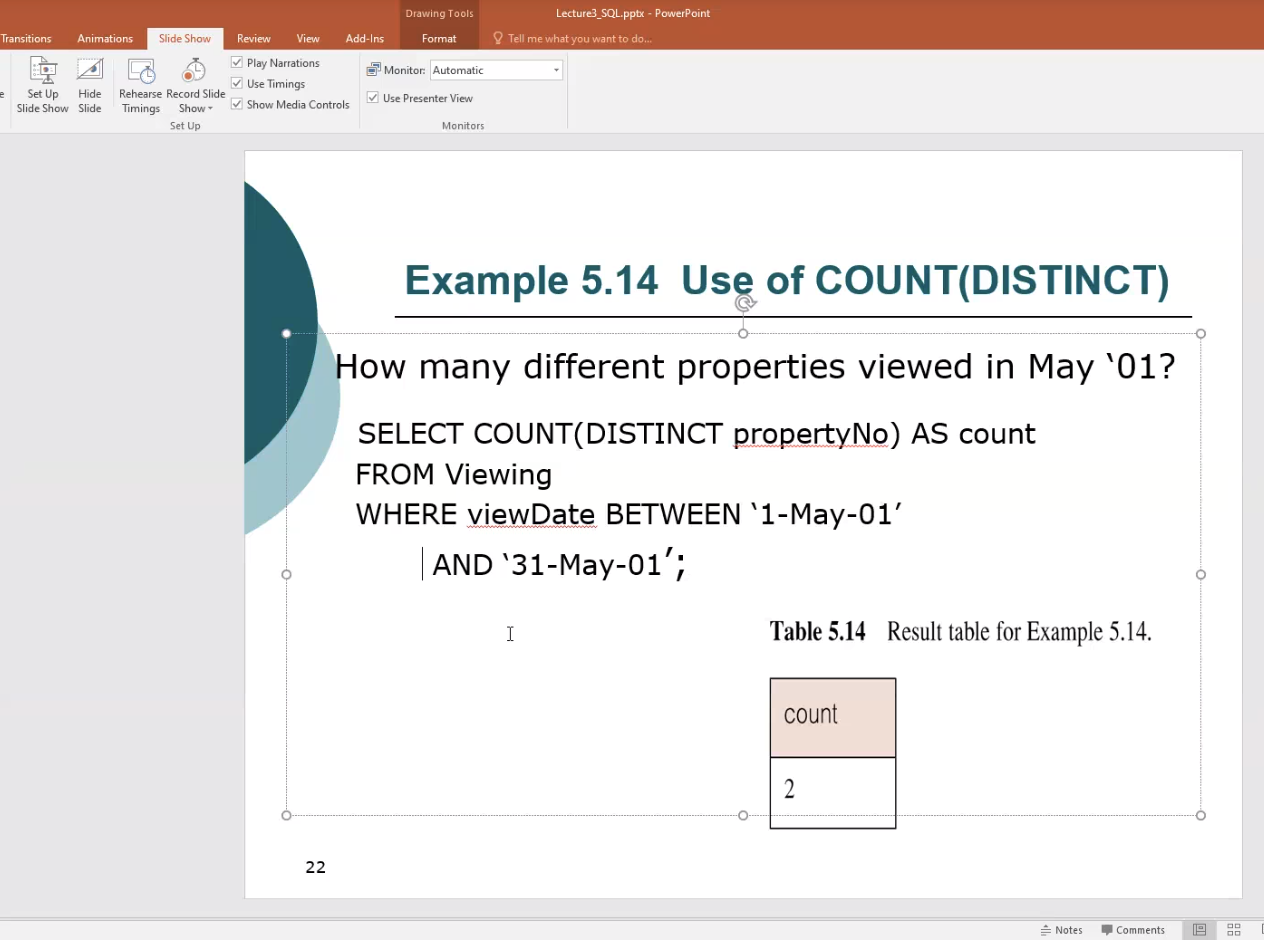 Drawing Tools
Lecture3_SQL.pptx - PowerPoint
Transitions Animations Slide Show Review View Add-Ins Format Tell me what you want to do...
Set Up Slide Show
Hide Slide
Rehearse Timings
Record Slide Show
Play Narrations
Use Timings
Show Media Controls
Set Up
Monitor: Automatic
Use Presenter View
Monitors
Example 5.14 Use of COUNT(DISTINCT)
How many different properties viewed in May ‘01?
SELECT COUNT(DISTINCT propertyNo) AS count
FROM Viewing
WHERE viewDate BETWEEN ‘1-May-01’
AND ‘31-May-01’;
Table 5.14 Result table for Example 5.14.
count
2
22
Notes Comments